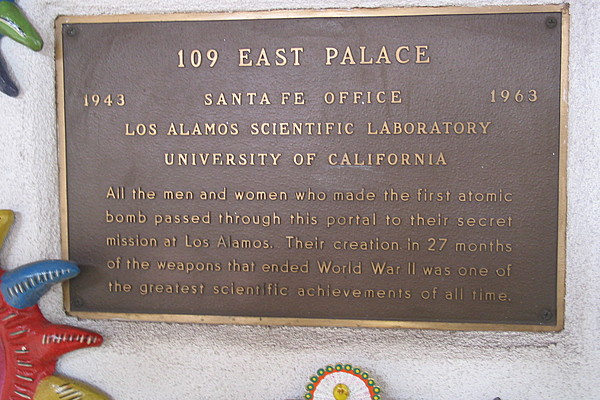 109 EAST PALACE
1943 SANTA FE OFFICE 1963
LOS ALAMOS SCIENTIFIC LABORATORY
UNIVERSITY OF CALIFORNIA
All the men and women who made the first atomic
bomb passed through this portal to their secret
mission at Los Alamos. Their creation in 27 months
of the weapons that ended World War II was one of
the greatest scientific achievements of all time.